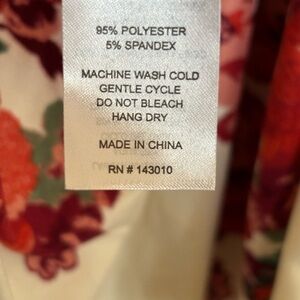 95% POLYESTER
5% SPANDEX
MACHINE WASH COLD
GENTLE CYCLE
DO NOT BLEACH
HANG DRY
MADE IN CHINA
RN # 143010